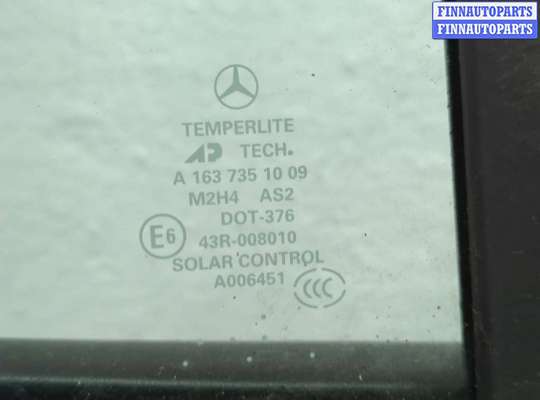 FINNAUTOPARTS
FINNAUTOPARTS
TEMPERLITE
AP TECH.
A 163 735 10 09
M2H4 AS2
DOT-376
E6 43R-008010
SOLAR CONTROL
A006451
CCC